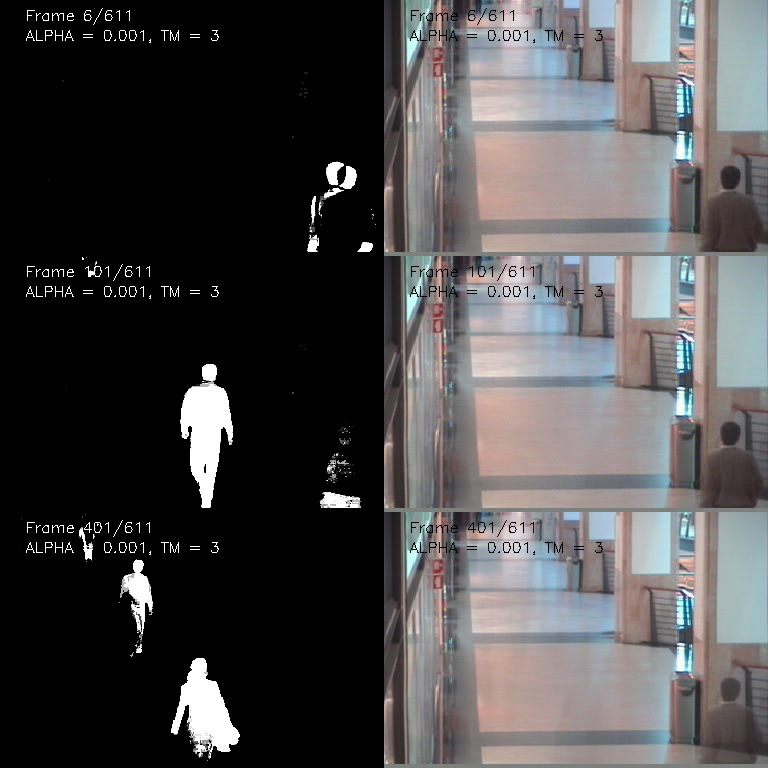 Frame 6/611
ALPHA = 0.001, TM = 3
Frame 6/611
ALPHA = 0.001, TM = 3
Frame 101/611
ALPHA = 0.001, TM = 3
Frame 101/611
ALPHA = 0.001, TM = 3
Frame 401/611
ALPHA = 0.001, TM = 3
Frame 401/611
ALPHA = 0.001, TM = 3